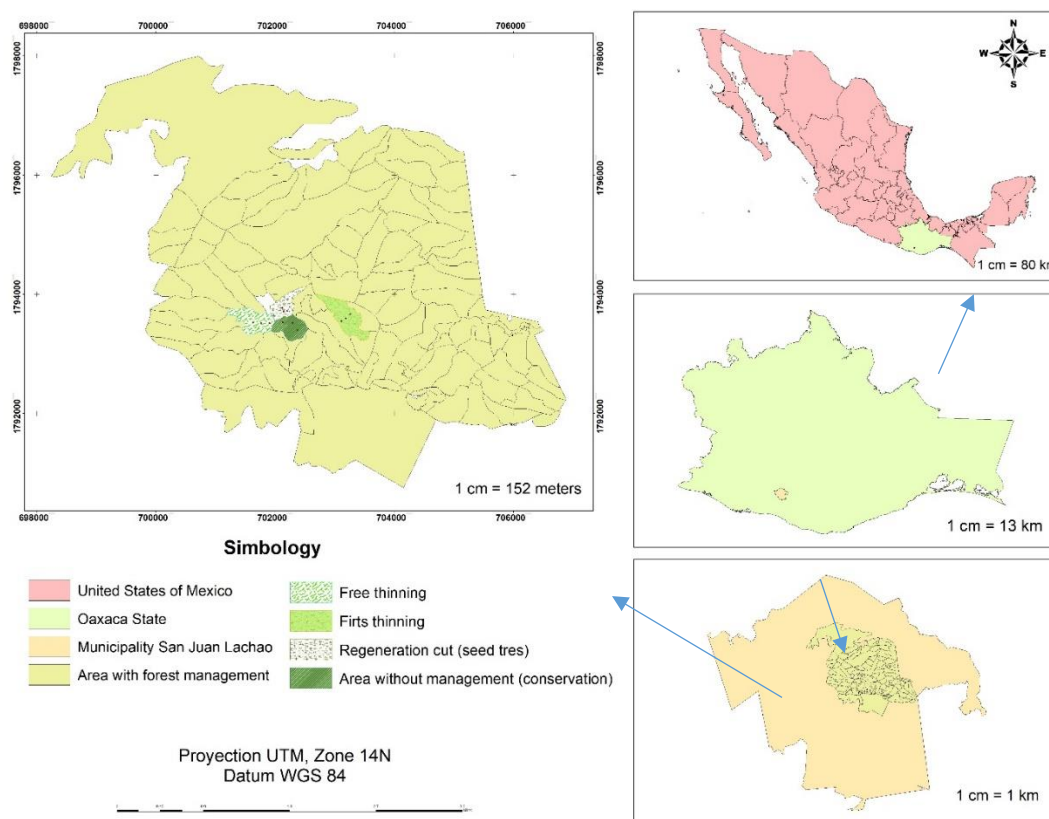 698000 700000 702000 704000 706000
1798000
1796000
1794000
1792000
1798000
1796000
1794000
1792000
1 cm = 152 meters
698000 700000 702000 704000 706000
N
W E
S
1 cm = 80 km
1 cm = 13 km
1 cm = 1 km
Simbology
United States of Mexico
Oaxaca State
Municipality San Juan Lachao
Area with forest management
Free thinning
Firts thinning
Regeneration cut (seed tres)
Area without management (conservation)
Proyection UTM, Zone 14N
Datum WGS 84